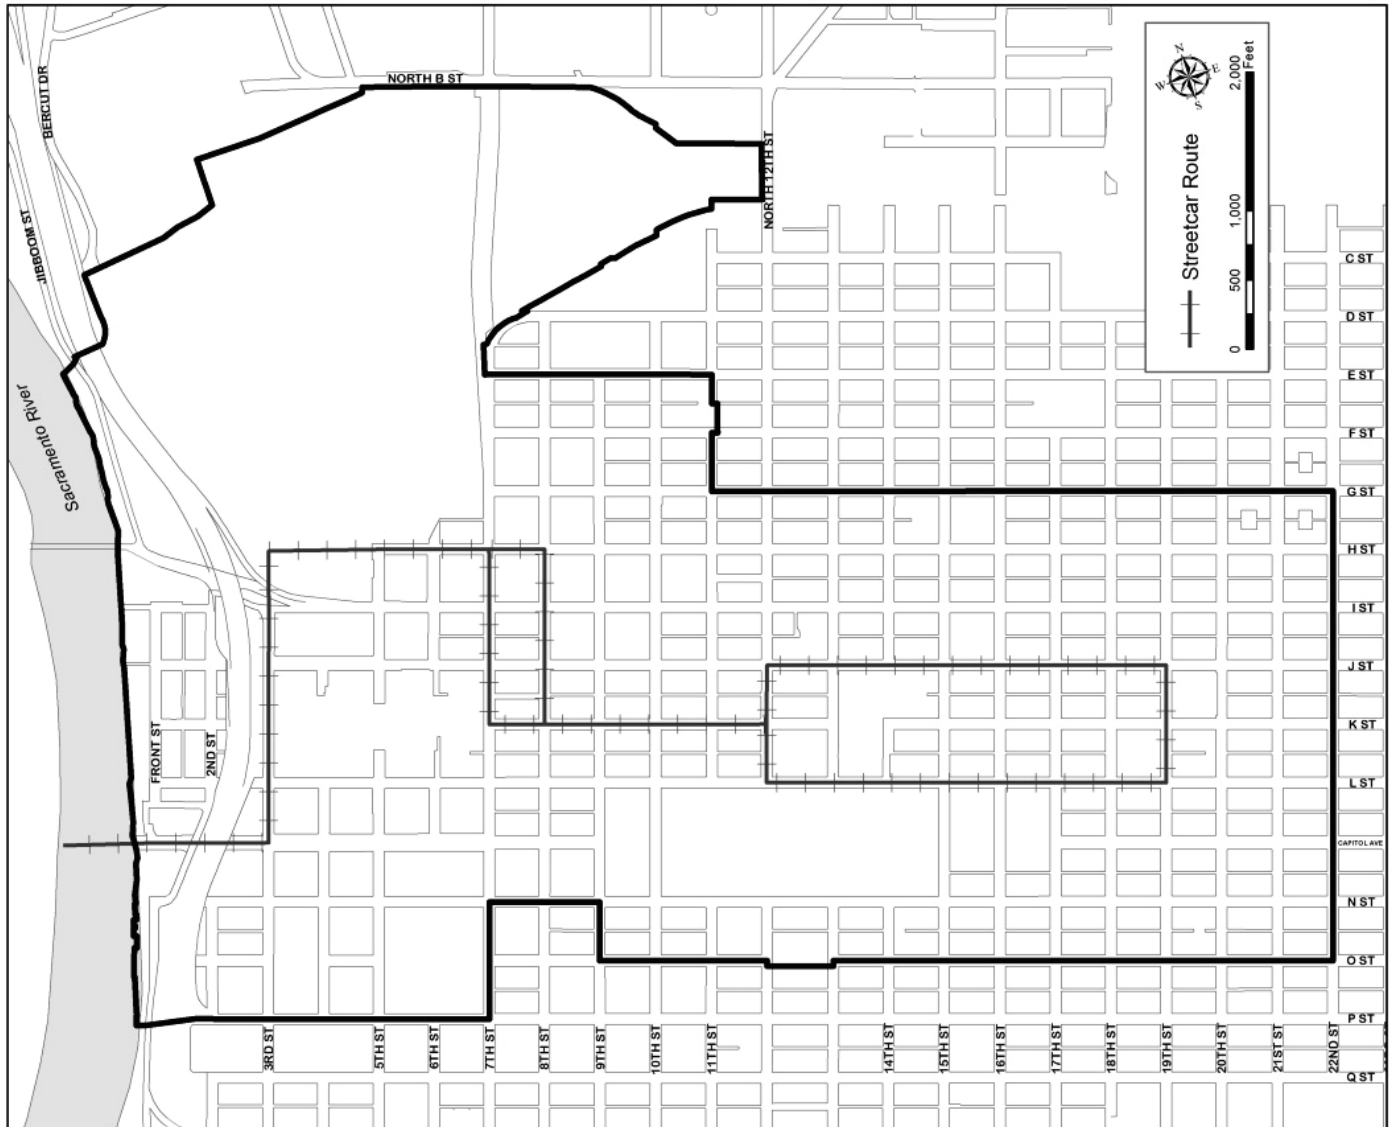 NORTH B ST
BERCUT DR
JIBBOOM ST
NORTH 12TH ST
N
E
S
W
Streetcar Route
0
500
1,000
2,000
Feet
Sacramento River
C ST
D ST
E ST
F ST
G ST
H ST
I ST
J ST
K ST
L ST
CAPITOL AVE
N ST
O ST
P ST
Q ST
FRONT ST
2ND ST
3RD ST
5TH ST
6TH ST
7TH ST
8TH ST
9TH ST
10TH ST
11TH ST
14TH ST
15TH ST
16TH ST
17TH ST
18TH ST
19TH ST
20TH ST
21ST ST
22ND ST